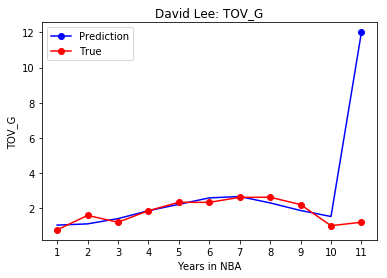 David Lee: TOV_G
Prediction
True
12
10
8
6
4
2
TOV_G
1 2 3 4 5 6 7 8 9 10 11
Years in NBA